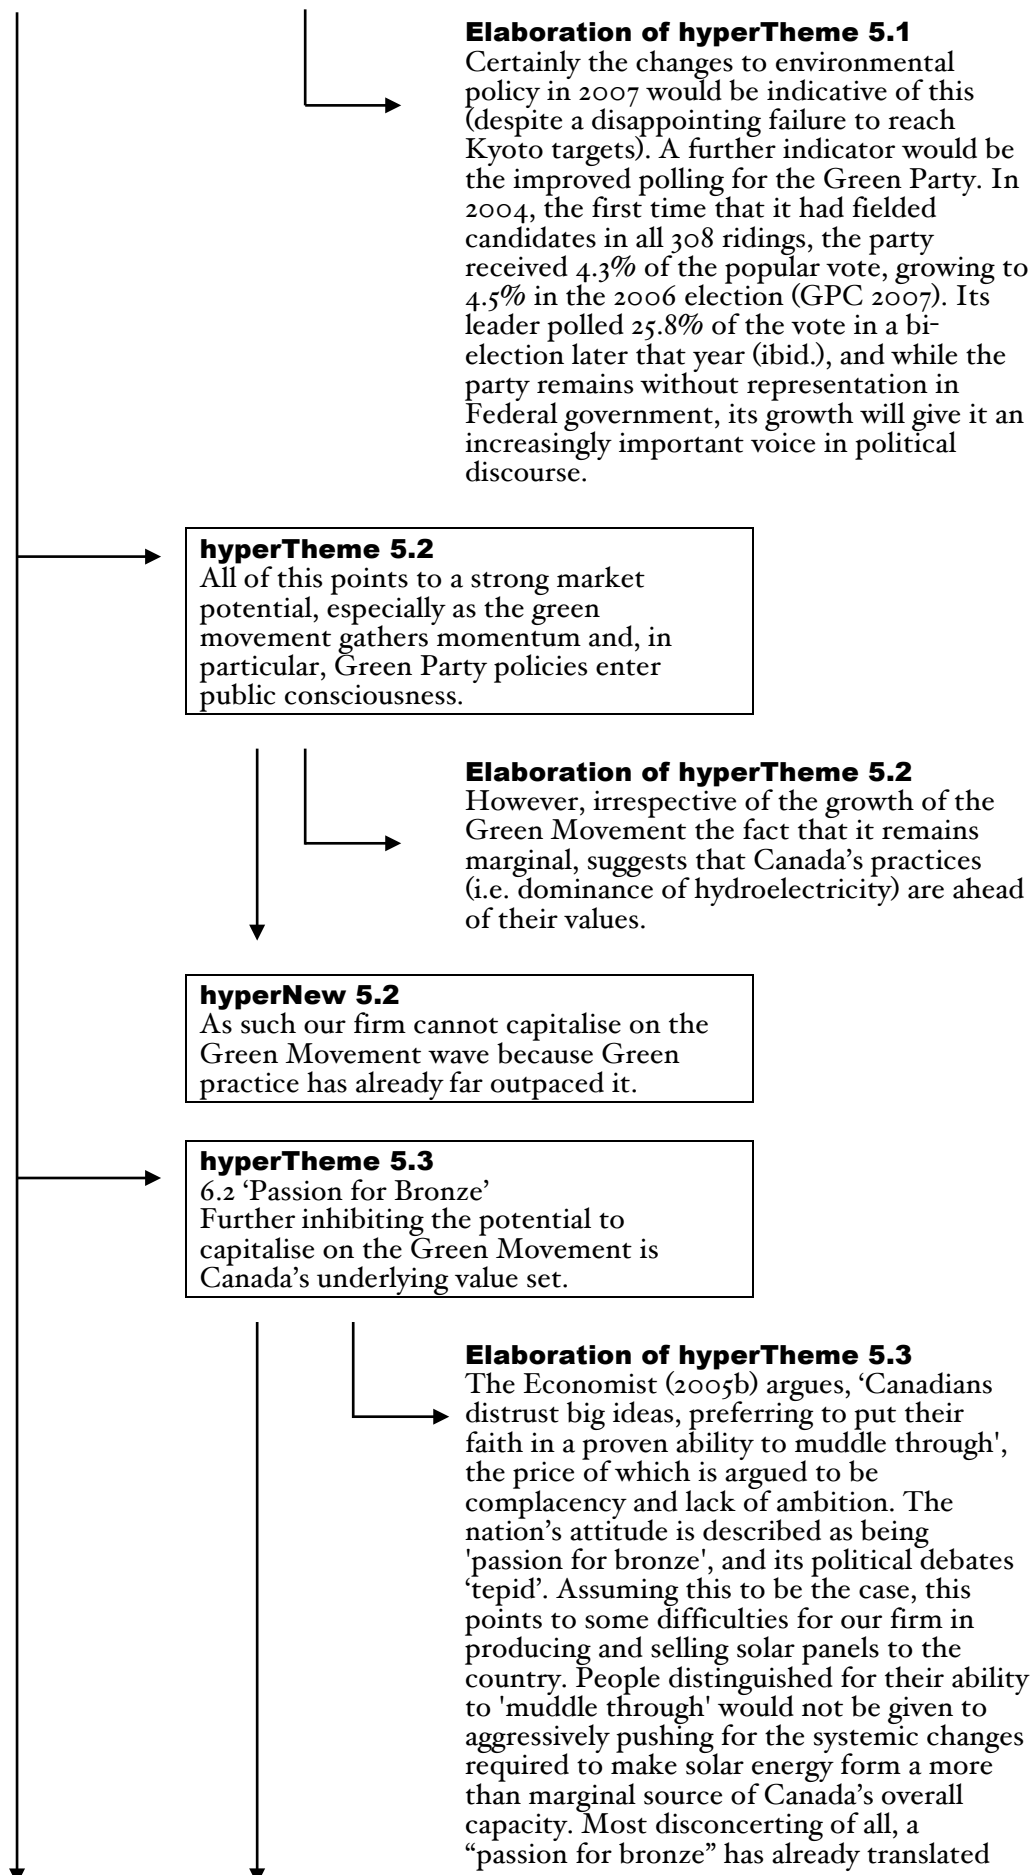 Elaboration of hyperTheme 5.1
Certainly the changes to environmental
policy in 2007 would be indicative of this
(despite a disappointing failure to reach
Kyoto targets). A further indicator would be
the improved polling for the Green Party. In
2004, the first time that it had fielded
candidates in all 308 ridings, the party
received 4.3% of the popular vote, growing to
4.5% in the 2006 election (GPC 2007). Its
leader polled 25.8% of the vote in a bi-
election later that year (ibid.), and while the
party remains without representation in
Federal government, its growth will give it an
increasingly important voice in political
discourse.
hyperTheme 5.2
All of this points to a strong market
potential, especially as the green
movement gathers momentum and, in
particular, Green Party policies enter
public consciousness.
Elaboration of hyperTheme 5.2
However, irrespective of the growth of the
Green Movement the fact that it remains
marginal, suggests that Canada’s practices
(i.e. dominance of hydroelectricity) are ahead
of their values.
hyperNew 5.2
As such our firm cannot capitalise on the
Green Movement wave because Green
practice has already far outpaced it.
hyperTheme 5.3
6.2 ‘Passion for Bronze’
Further inhibiting the potential to
capitalise on the Green Movement is
Canada’s underlying value set.
Elaboration of hyperTheme 5.3
The Economist (2005b) argues, ‘Canadians
distrust big ideas, preferring to put their
faith in a proven ability to muddle through',
the price of which is argued to be
complacency and lack of ambition. The
nation’s attitude is described as being
'passion for bronze', and its political debates
‘tepid’. Assuming this to be the case, this
points to some difficulties for our firm in
producing and selling solar panels to the
country. People distinguished for their ability
to 'muddle through' would not be given to
aggressively pushing for the systemic changes
required to make solar energy form a more
than marginal source of Canada’s overall
capacity. Most disconcerting of all, a
“passion for bronze” has already translated